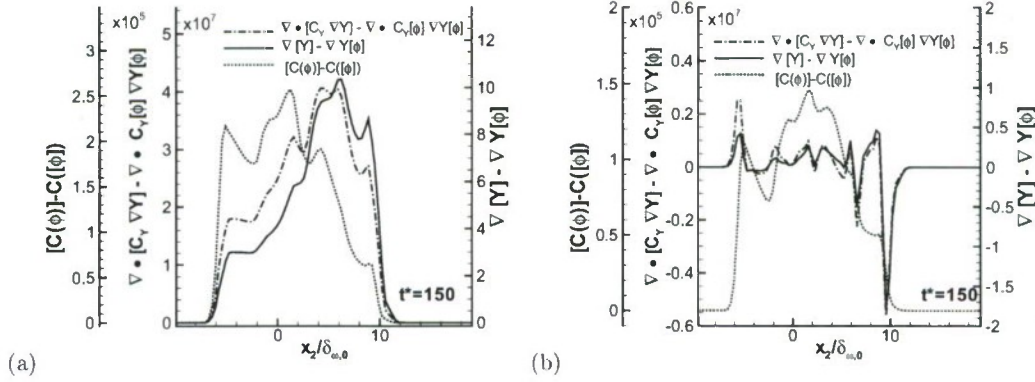 x10⁵
x10⁷
∇ • [C_Y ∇Y] - ∇ • C_Y[ϕ} ∇Y[ϕ]
∇ [Y] - ∇ Y[ϕ]
[C(ϕ)]-C([ϕ])
3
2.5
2
1.5
1
0.5
0
[C(ϕ)]-C([ϕ])
5
4
3
2
1
0
∇ • [C_Y ∇Y] - ∇ • C_Y[ϕ] ∇Y[ϕ]
12
10
8
6
4
2
0
∇ [Y] - ∇ Y[ϕ]
t*=150
0
10
x₂/δ_ω,0
(a)
x10⁵
x10⁷
∇ • [C_Y ∇Y] - ∇ • C_Y[ϕ] ∇Y[ϕ}
∇ [Y] - ∇ Y[ϕ]
[C(ϕ)]-C([ϕ])
2
1.5
1
0.5
0
[C(ϕ)]-C([ϕ])
0.6
0.4
0.2
0
-0.2
-0.4
-0.6
∇ • [C_Y ∇Y] - ∇ • C_Y[ϕ] ∇Y[ϕ]
2
1.5
1
0.5
0
-0.5
-1
-1.5
-2
∇ [Y] - ∇ Y[ϕ]
t*=150
0
10
x₂/δ_ω,0
(b)